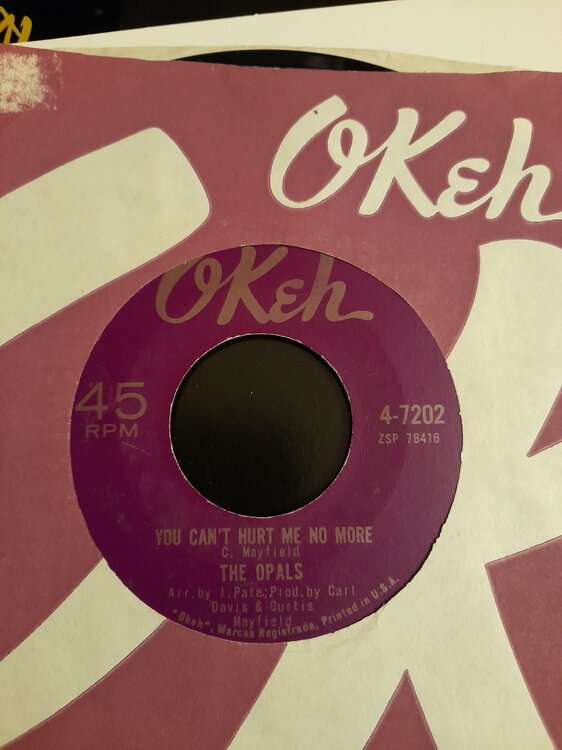 OKeh
OKeh
45
RPM
4-7202
ZSP 78416
YOU CAN'T HURT ME NO MORE
C. Mayfield
THE OPALS
Arr. by J. Pate; Prod. by Carl
Davis & Curtis
Mayfield
"Okeh", Marcas Registrada, Printed in U.S.A.